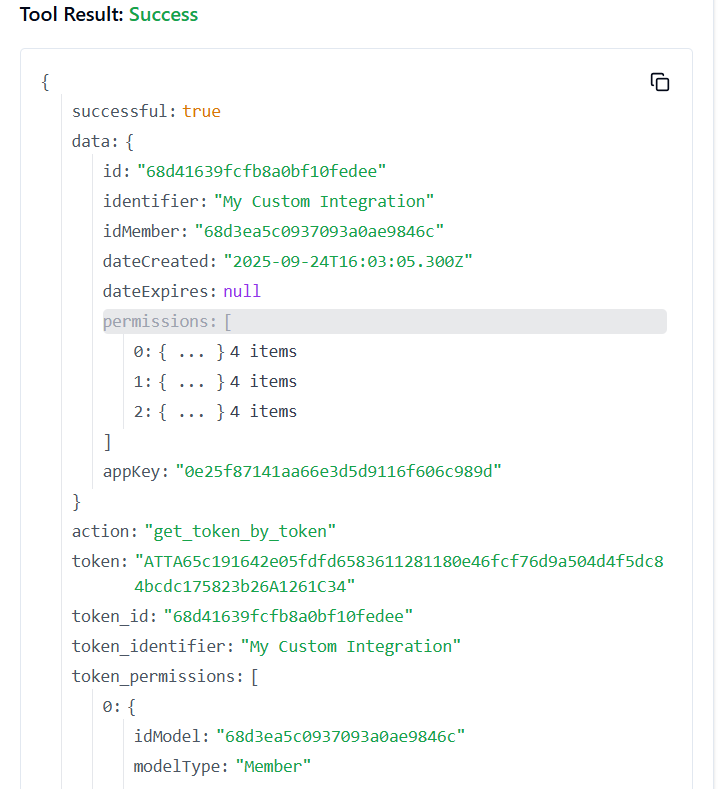 Tool Result: Success
{
successful: true
data: {
id: "68d41639fcfb8a0bf10fedee"
identifier: "My Custom Integration"
idMember: "68d3ea5c0937093a0ae9846c"
dateCreated: "2025-09-24T16:03:05.300Z"
dateExpires: null
permissions: [
0: { ... } 4 items
1: { ... } 4 items
2: { ... } 4 items
]
appKey: "0e25f87141aa66e3d5d9116f606c989d"
}
action: "get_token_by_token"
token: "ATTA65c191642e05fdfd6583611281180e46fcf76d9a504d4f5dc8
4bcdc175823b26A1261C34"
token_id: "68d41639fcfb8a0bf10fedee"
token_identifier: "My Custom Integration"
token_permissions: [
0: {
idModel: "68d3ea5c0937093a0ae9846c"
modelType: "Member"